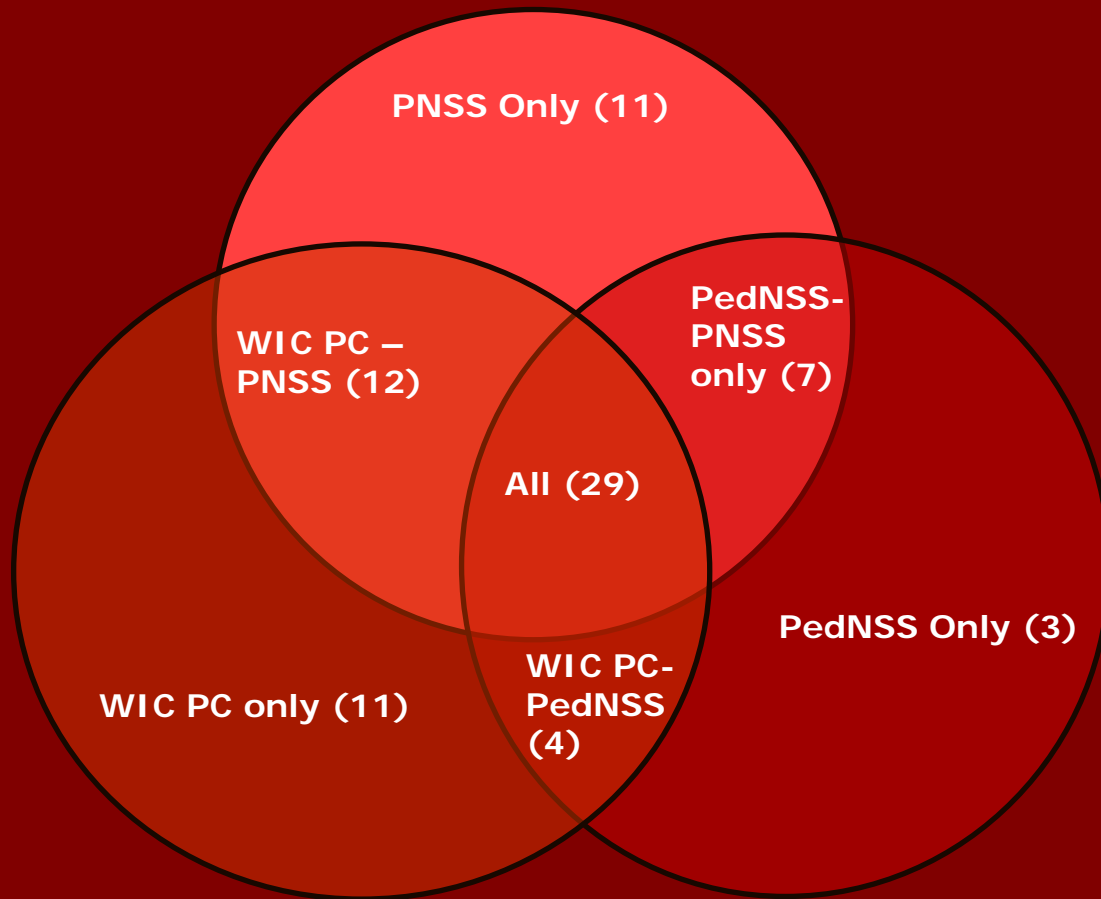 PNSS Only (11)
PedNSS-
PNSS
only (7)
WIC PC –
PNSS (12)
All (29)
PedNSS Only (3)
WIC PC-
PedNSS
(4)
WIC PC only (11)